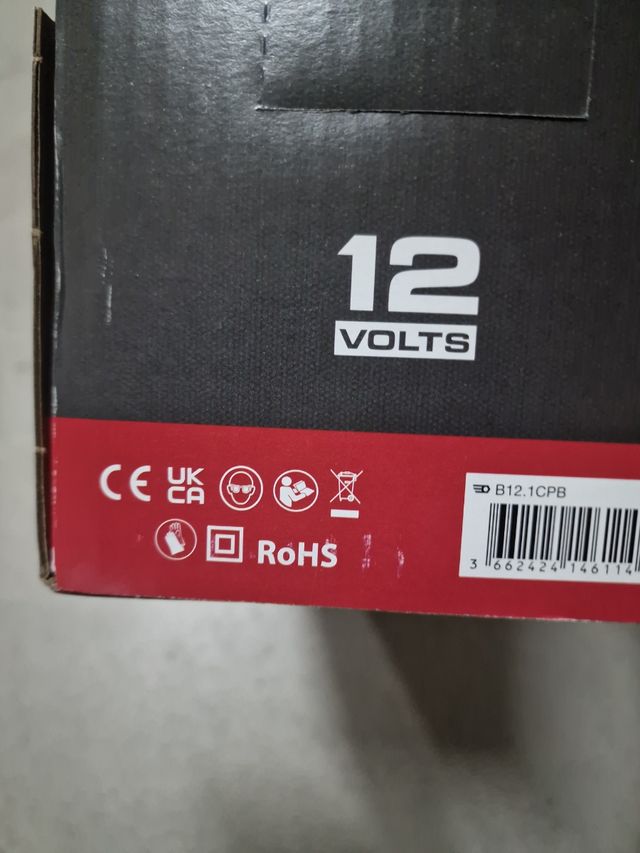 12
VOLTS
CE UK CA
RoHS
B12.1CPB
3 662424 146114